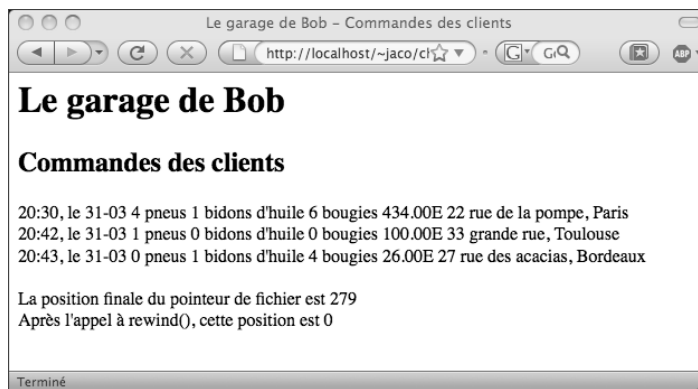 Le garage de Bob – Commandes des clients
http://localhost/~jaco/ch
G
ABP
Le garage de Bob
Commandes des clients
20:30, le 31-03 4 pneus 1 bidons d'huile 6 bougies 434.00E 22 rue de la pompe, Paris
20:42, le 31-03 1 pneus 0 bidons d'huile 0 bougies 100.00E 33 grande rue, Toulouse
20:43, le 31-03 0 pneus 1 bidons d'huile 4 bougies 26.00E 27 rue des acacias, Bordeaux
La position finale du pointeur de fichier est 279
Après l'appel à rewind(), cette position est 0
Terminé